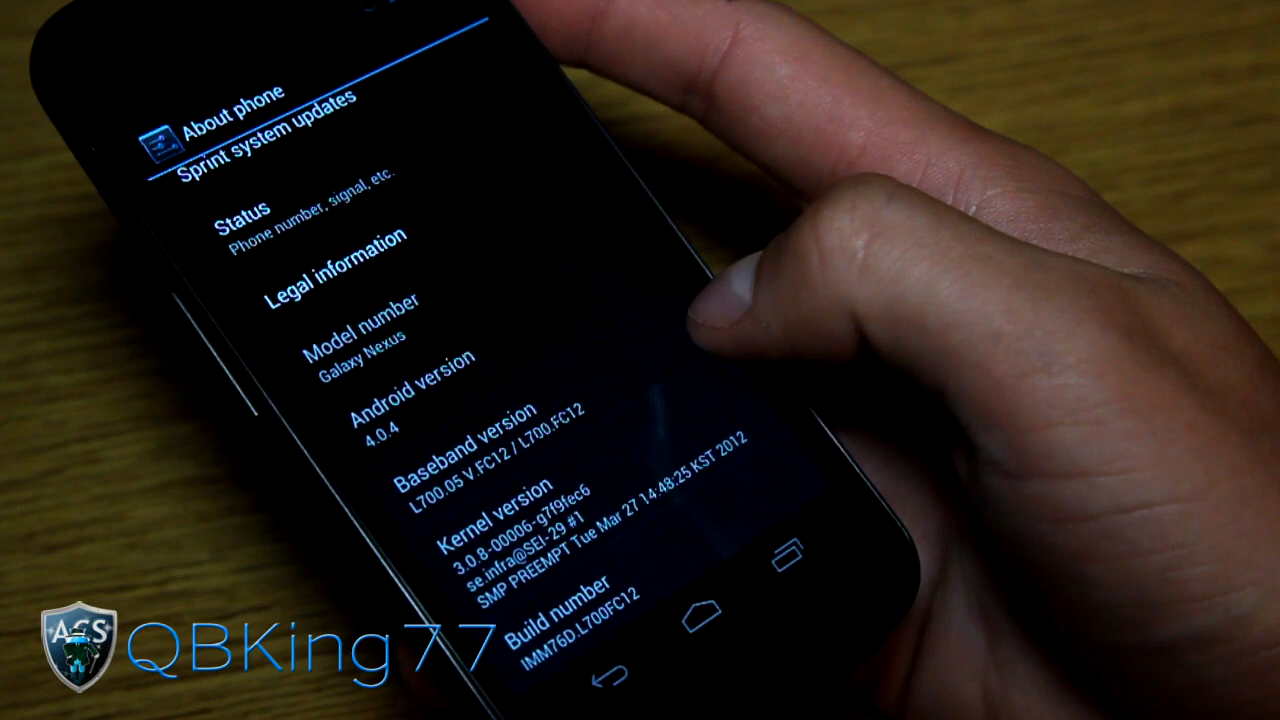 About phone
Sprint system updates
Status
Phone number, signal, etc.
Legal information
Model number
Galaxy Nexus
Android version
4.0.4
Baseband version
L700.05 V.FC12 / L700.FC12
Kernel version
3.0.8-00006-g7f9fec6
se.infra@SEI-29 #1
SMP PREEMPT Tue Mar 27 14:48:25 KST 2012
Build number
IMM76D.L700FC12
ACS
QBKing77